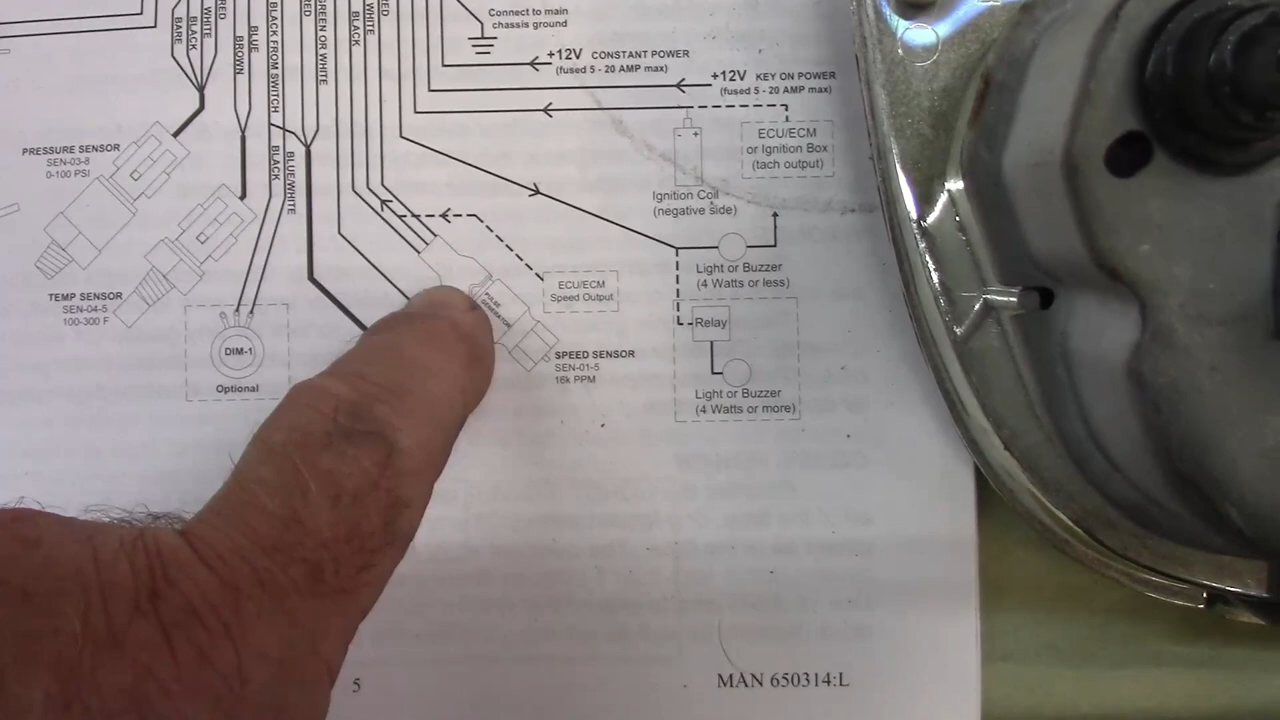 BARE
BLACK
WHITE
RED
BROWN
BLUE
BLACK FROM SWITCH
GREEN OR WHITE
RED
BLACK
WHITE
RED
BLACK
BLUE/WHITE
Connect to main
chassis ground
+12V CONSTANT POWER
(fused 5 - 20 AMP max)
+12V KEY ON POWER
(fused 5 - 20 AMP max)
PRESSURE SENSOR
SEN-03-8
0-100 PSI
TEMP SENSOR
SEN-04-5
100-300 F
DIM-1
Optional
- +
Ignition Coil
(negative side)
ECU/ECM
or Ignition Box
(tach output)
Light or Buzzer
(4 Watts or less)
ECU/ECM
Speed Output
PULSE
GENERATOR
SPEED SENSOR
SEN-01-5
16k PPM
Relay
Light or Buzzer
(4 Watts or more)
5
MAN 650314:L